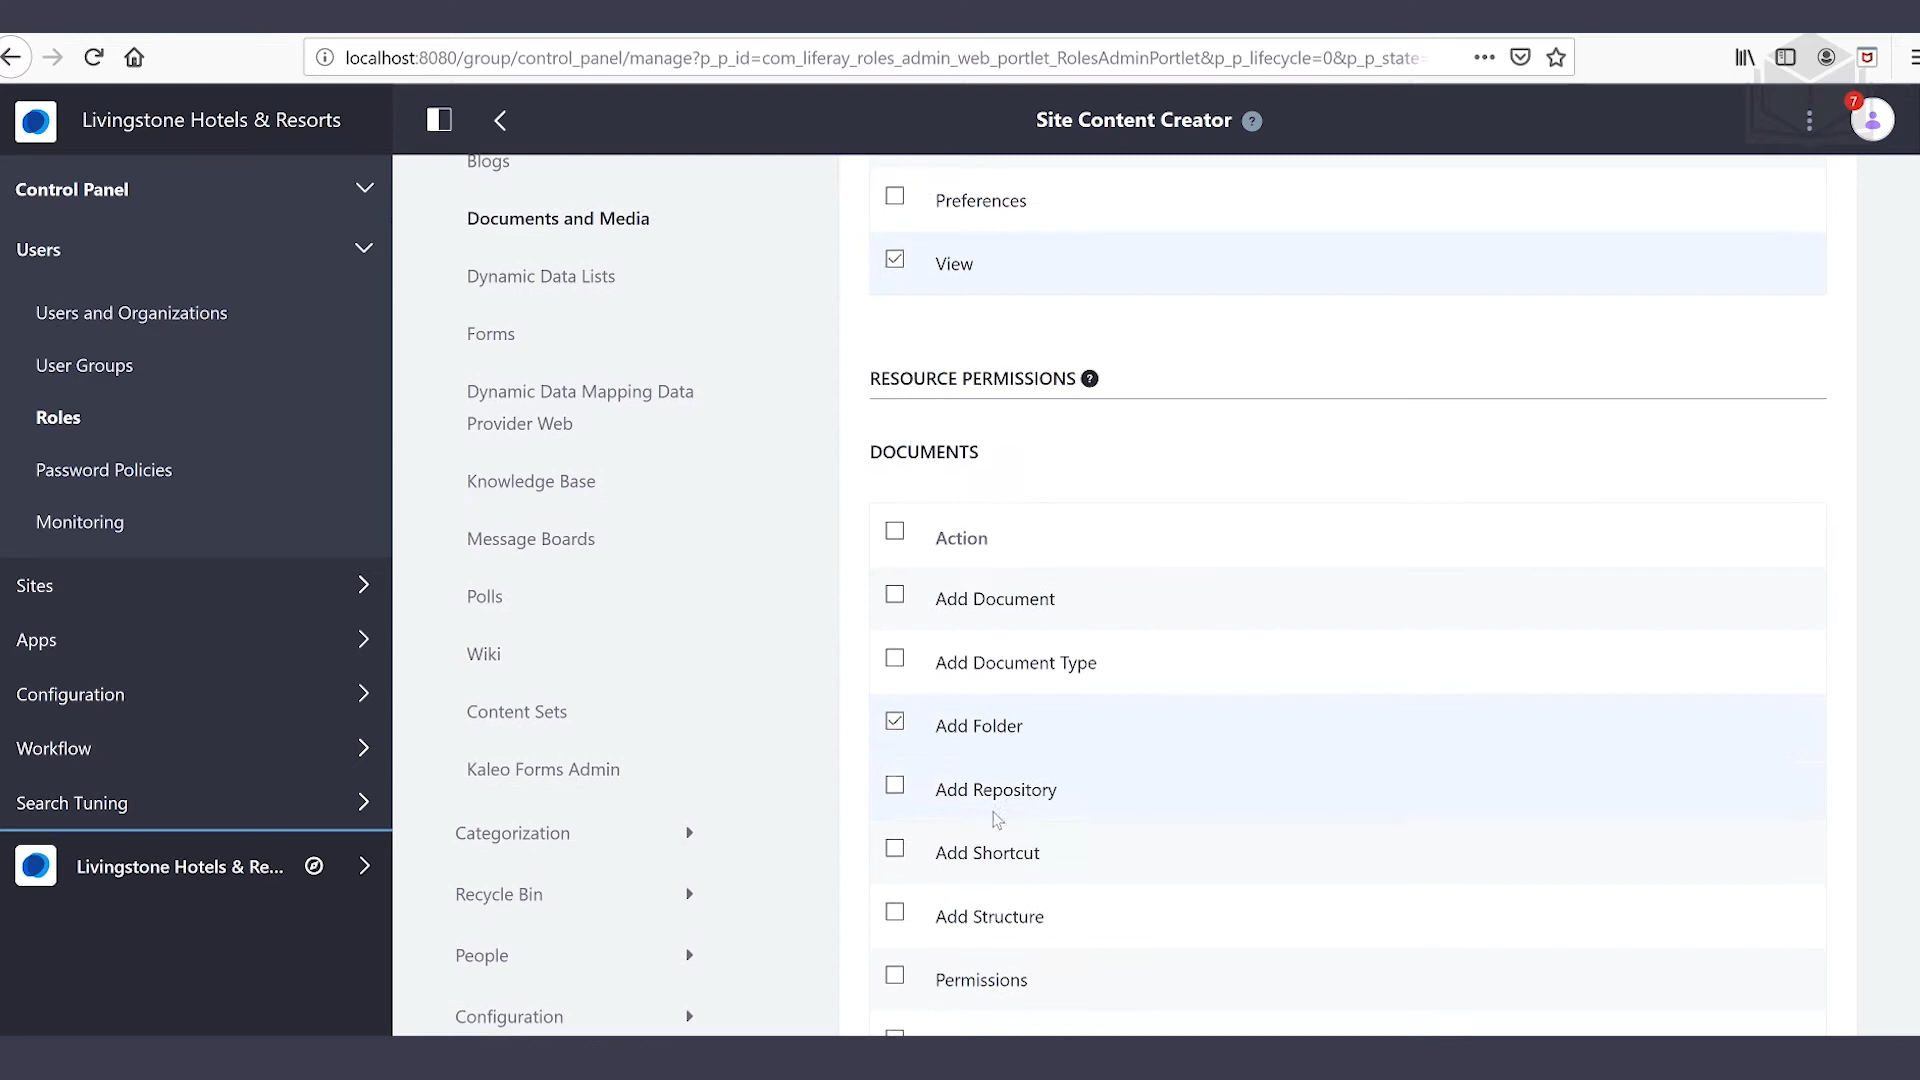 localhost:8080/group/control_panel/manage?p_p_id=com_liferay_roles_admin_web_portlet_RolesAdminPortlet&p_p_lifecycle=0&p_p_state=
Livingstone Hotels & Resorts
Site Content Creator ?
7
Control Panel
Users
Users and Organizations
User Groups
Roles
Password Policies
Monitoring
Sites
Apps
Configuration
Workflow
Search Tuning
Livingstone Hotels & Re...
Blogs
Documents and Media
Dynamic Data Lists
Forms
Dynamic Data Mapping Data
Provider Web
Knowledge Base
Message Boards
Polls
Wiki
Content Sets
Kaleo Forms Admin
Categorization
Recycle Bin
People
Configuration
Preferences
View
RESOURCE PERMISSIONS ?
DOCUMENTS
Action
Add Document
Add Document Type
Add Folder
Add Repository
Add Shortcut
Add Structure
Permissions